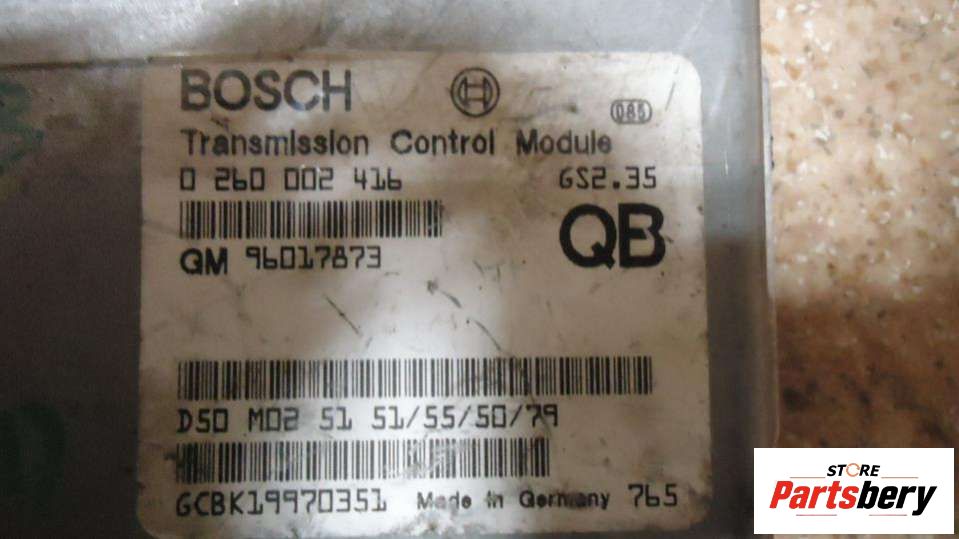 BOSCH
085
Transmission Control Module
0 260 002 416 GS2.35
QB
GM 96017873
D50 M02 51 51/55/50/79
GCBK19970351 Made in Germany 765
STORE
Partsbery